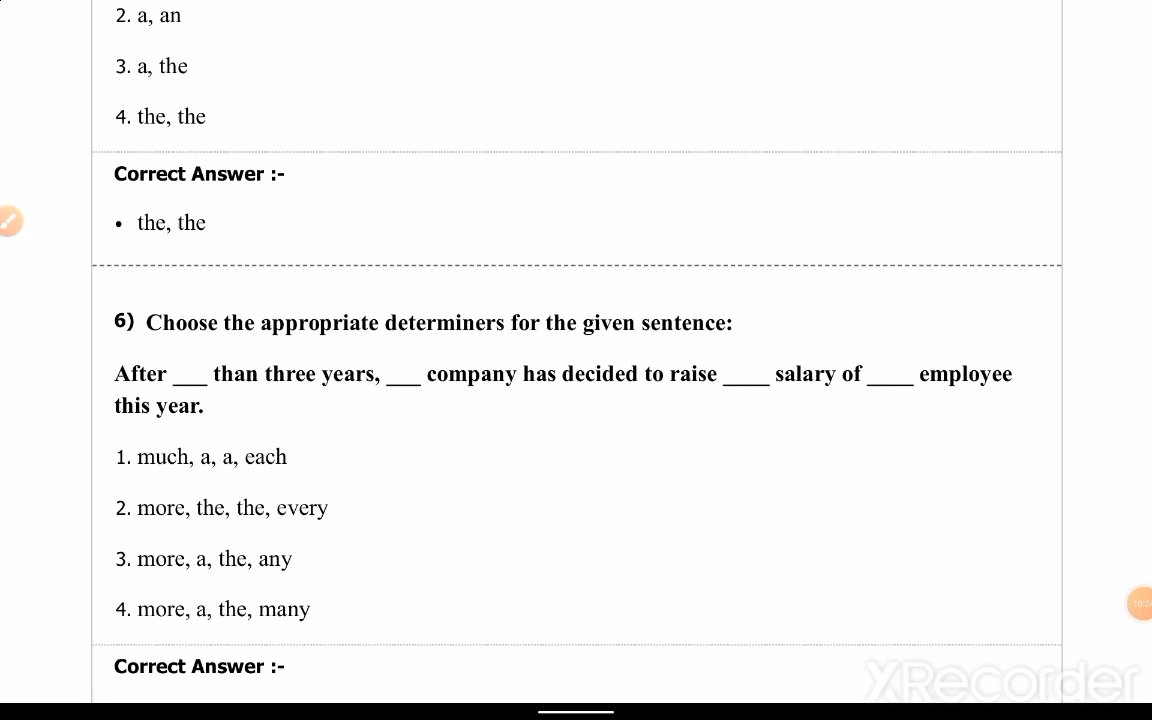 2. a, an
3. a, the
4. the, the
Correct Answer :-
• the, the
6) Choose the appropriate determiners for the given sentence:
After ___ than three years, ___ company has decided to raise ____ salary of ____ employee
this year.
1. much, a, a, each
2. more, the, the, every
3. more, a, the, any
4. more, a, the, many
Correct Answer :-
XRecorder